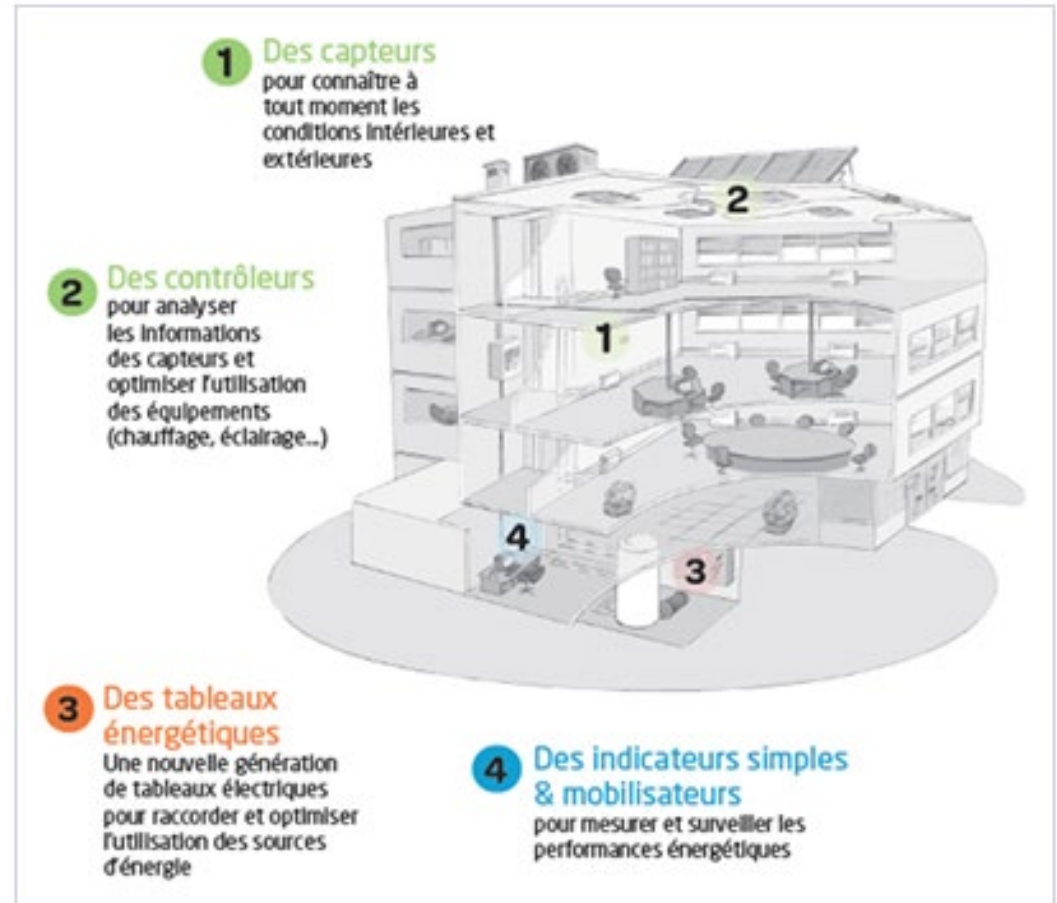 1 Des capteurs
pour connaître à
tout moment les
conditions intérieures et
extérieures
2
2 Des contrôleurs
pour analyser
les informations
des capteurs et
optimiser l'utilisation
des équipements
(chauffage, éclairage...)
1
4
3
3 Des tableaux
énergétiques
Une nouvelle génération
de tableaux électriques
pour raccorder et optimiser
l'utilisation des sources
d'énergie
4 Des indicateurs simples
& mobilisateurs
pour mesurer et surveiller les
performances énergétiques